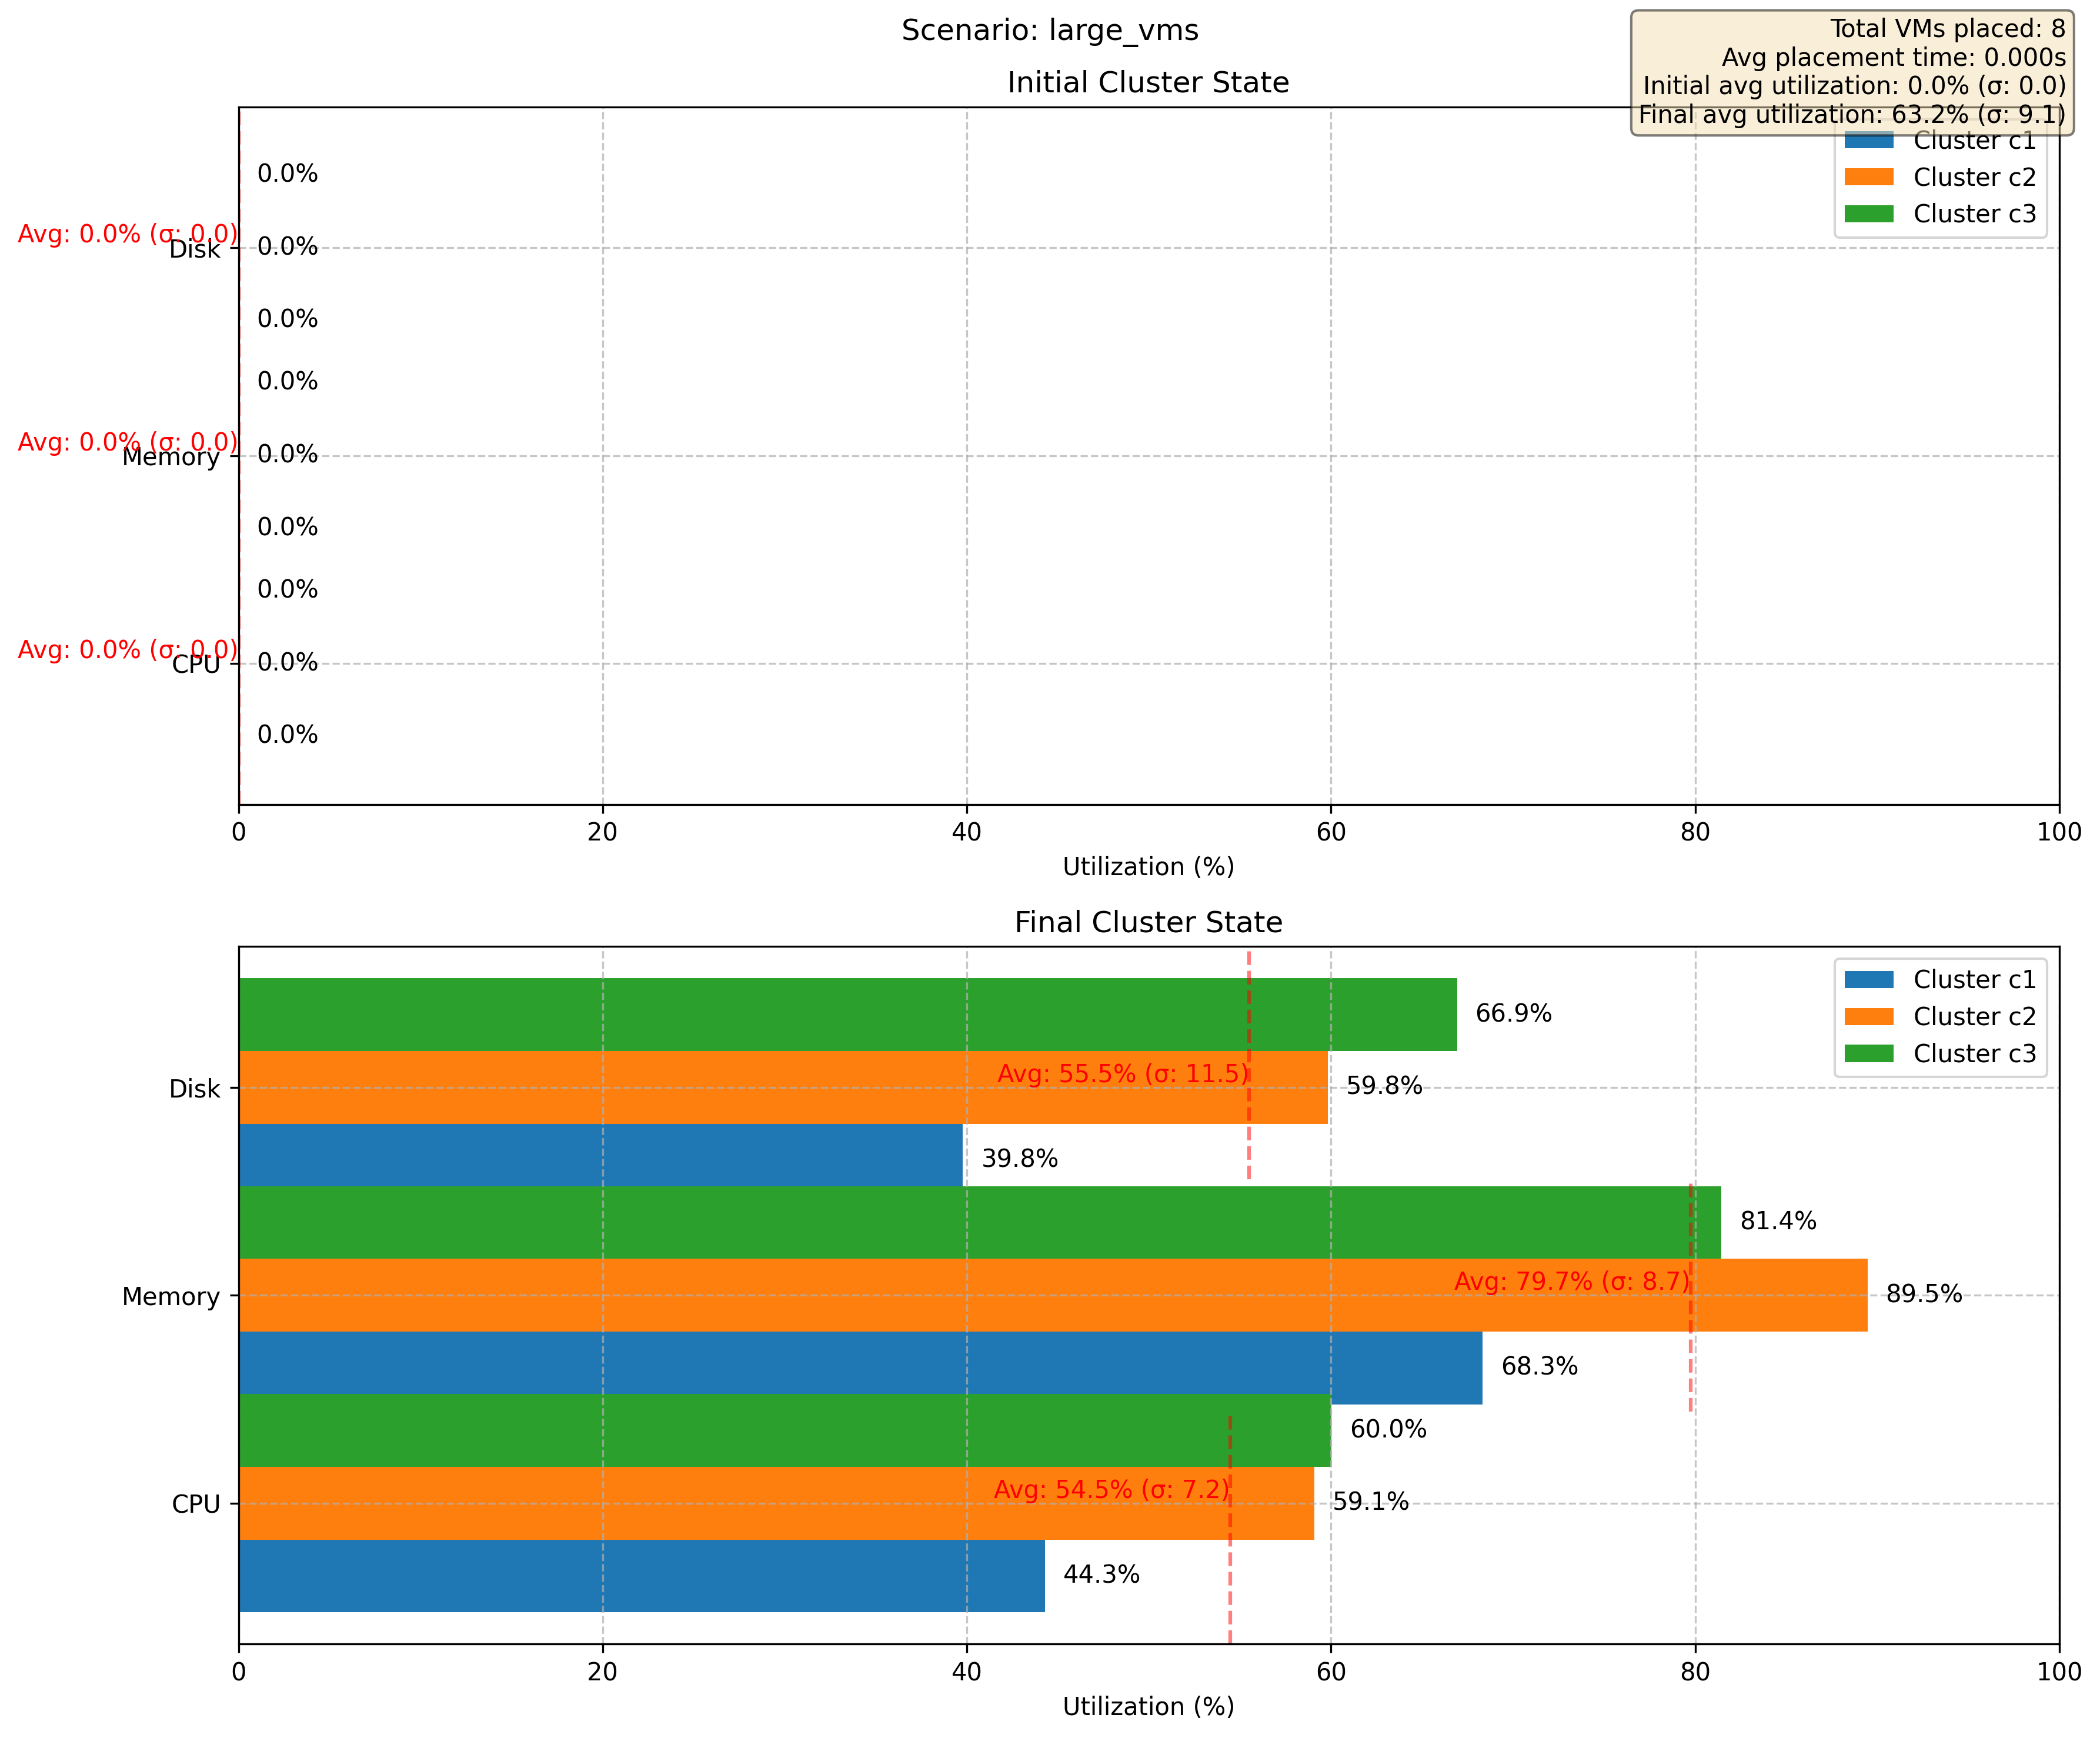 Scenario: large_vms
Total VMs placed: 8
Avg placement time: 0.000s
Initial avg utilization: 0.0% (σ: 0.0)
Final avg utilization: 63.2% (σ: 9.1)
Initial Cluster State
Cluster c1
Cluster c2
Cluster c3
0.0%
Avg: 0.0% (σ: 0.0)
Disk
0.0%
0.0%
0.0%
Avg: 0.0% (σ: 0.0)
Memory
0.0%
0.0%
0.0%
Avg: 0.0% (σ: 0.0)
CPU
0.0%
0.0%
0 20 40 60 80 100
Utilization (%)
Final Cluster State
Cluster c1
Cluster c2
Cluster c3
66.9%
Avg: 55.5% (σ: 11.5)
Disk
59.8%
39.8%
81.4%
Avg: 79.7% (σ: 8.7)
Memory
89.5%
68.3%
60.0%
Avg: 54.5% (σ: 7.2)
CPU
59.1%
44.3%
0 20 40 60 80 100
Utilization (%)